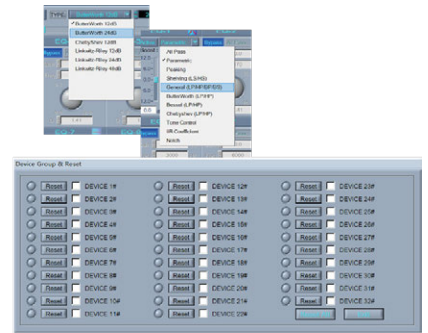 TYPE
ButterWorth 12dB
ButterWorth 24dB
Chebyshev 12dB
Linkwitz-Riley 12dB
Linkwitz-Riley 24dB
Linkwitz-Riley 48dB
Bypass
All Pass
Parametric
Peaking
Shelving (LS/HS)
General (LP/HP/BP/BS)
ButterWorth (LP/HP)
Bessel (LP/HP)
Chebyshev (LP/HP)
Tone Control
IIR Coefficient
Notch
EQ 7
Device Group & Reset
Reset DEVICE 1# Reset DEVICE 12# Reset DEVICE 23#
Reset DEVICE 2# Reset DEVICE 13# Reset DEVICE 24#
Reset DEVICE 3# Reset DEVICE 14# Reset DEVICE 25#
Reset DEVICE 4# Reset DEVICE 15# Reset DEVICE 26#
Reset DEVICE 5# Reset DEVICE 16# Reset DEVICE 27#
Reset DEVICE 6# Reset DEVICE 17# Reset DEVICE 28#
Reset DEVICE 7# Reset DEVICE 18# Reset DEVICE 29#
Reset DEVICE 8# Reset DEVICE 19# Reset DEVICE 30#
Reset DEVICE 9# Reset DEVICE 20# Reset DEVICE 31#
Reset DEVICE 10# Reset DEVICE 21# Reset DEVICE 32#
Reset DEVICE 11# Reset DEVICE 22#